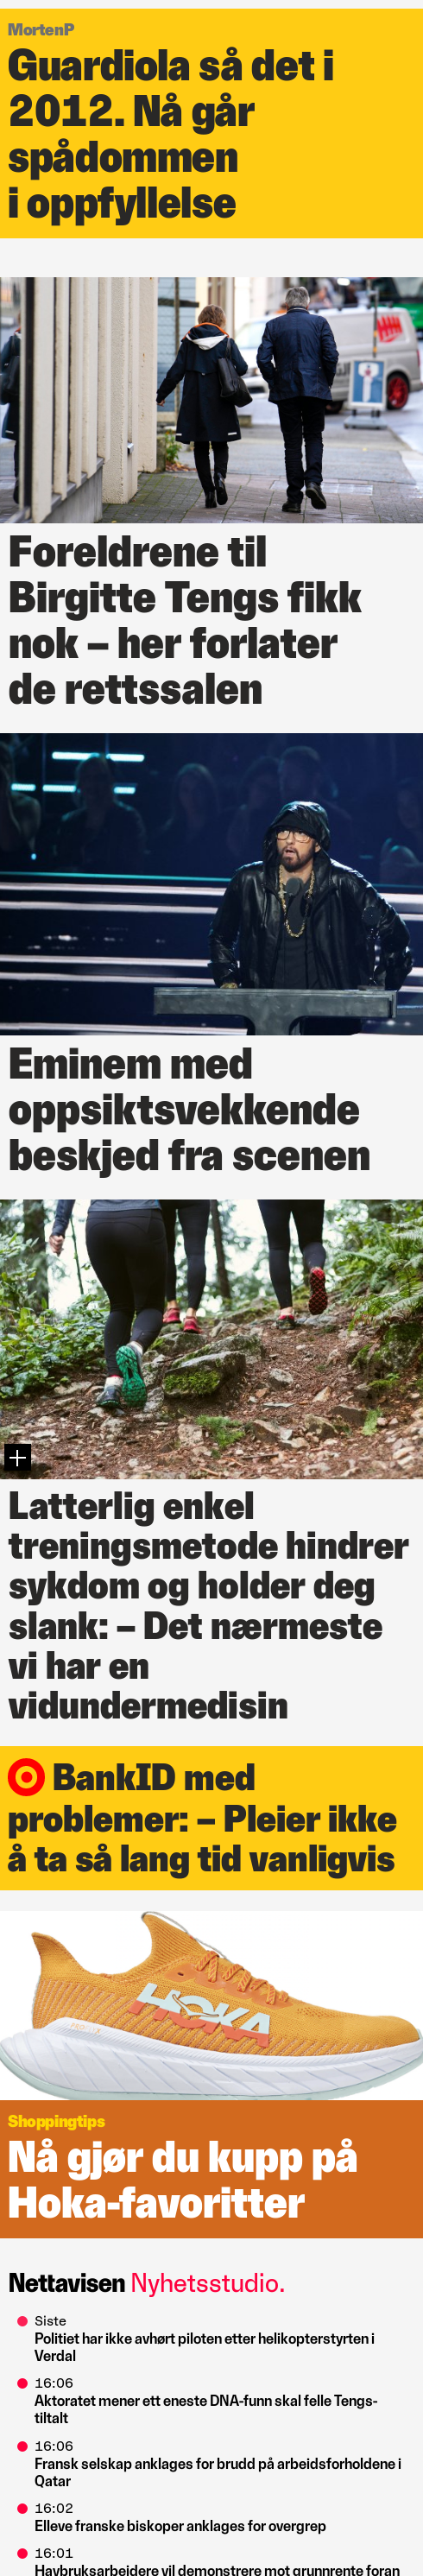 MortenP
Guardiola så det i
2012. Nå går
spådommen
i oppfyllelse
Foreldrene til
Birgitte Tengs fikk
nok – her forlater
de rettssalen
Eminem med
oppsiktsvekkende
beskjed fra scenen
Latterlig enkel
treningsmetode hindrer
sykdom og holder deg
slank: – Det nærmeste
vi har en
vidundermedisin
BankID med
problemer: – Pleier ikke
å ta så lang tid vanligvis
HOKA
Shoppingtips
Nå gjør du kupp på
Hoka-favoritter
Nettavisen Nyhetsstudio.
Siste
Politiet har ikke avhørt piloten etter helikopterstyrten i
Verdal
16:06
Aktoratet mener ett eneste DNA-funn skal felle Tengs-
tiltalt
16:06
Fransk selskap anklages for brudd på arbeidsforholdene i
Qatar
16:02
Elleve franske biskoper anklages for overgrep
16:01
Havbruksarbeidere vil demonstrere mot grunnrente foran